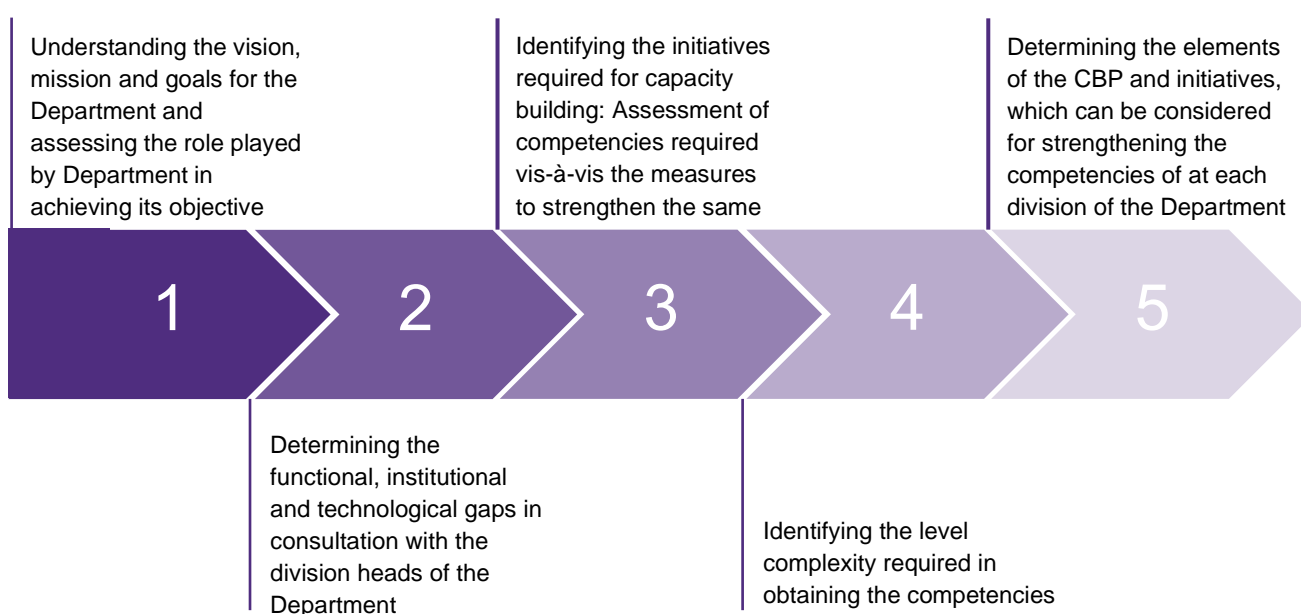 Understanding the vision,
mission and goals for the
Department and
assessing the role played
by Department in
achieving its objective
Identifying the initiatives
required for capacity
building: Assessment of
competencies required
vis-à-vis the measures
to strengthen the same
Determining the elements
of the CBP and initiatives,
which can be considered
for strengthening the
competencies of at each
division of the Department
1
2
3
4
5
Determining the
functional, institutional
and technological gaps in
consultation with the
division heads of the
Department
Identifying the level
complexity required in
obtaining the competencies